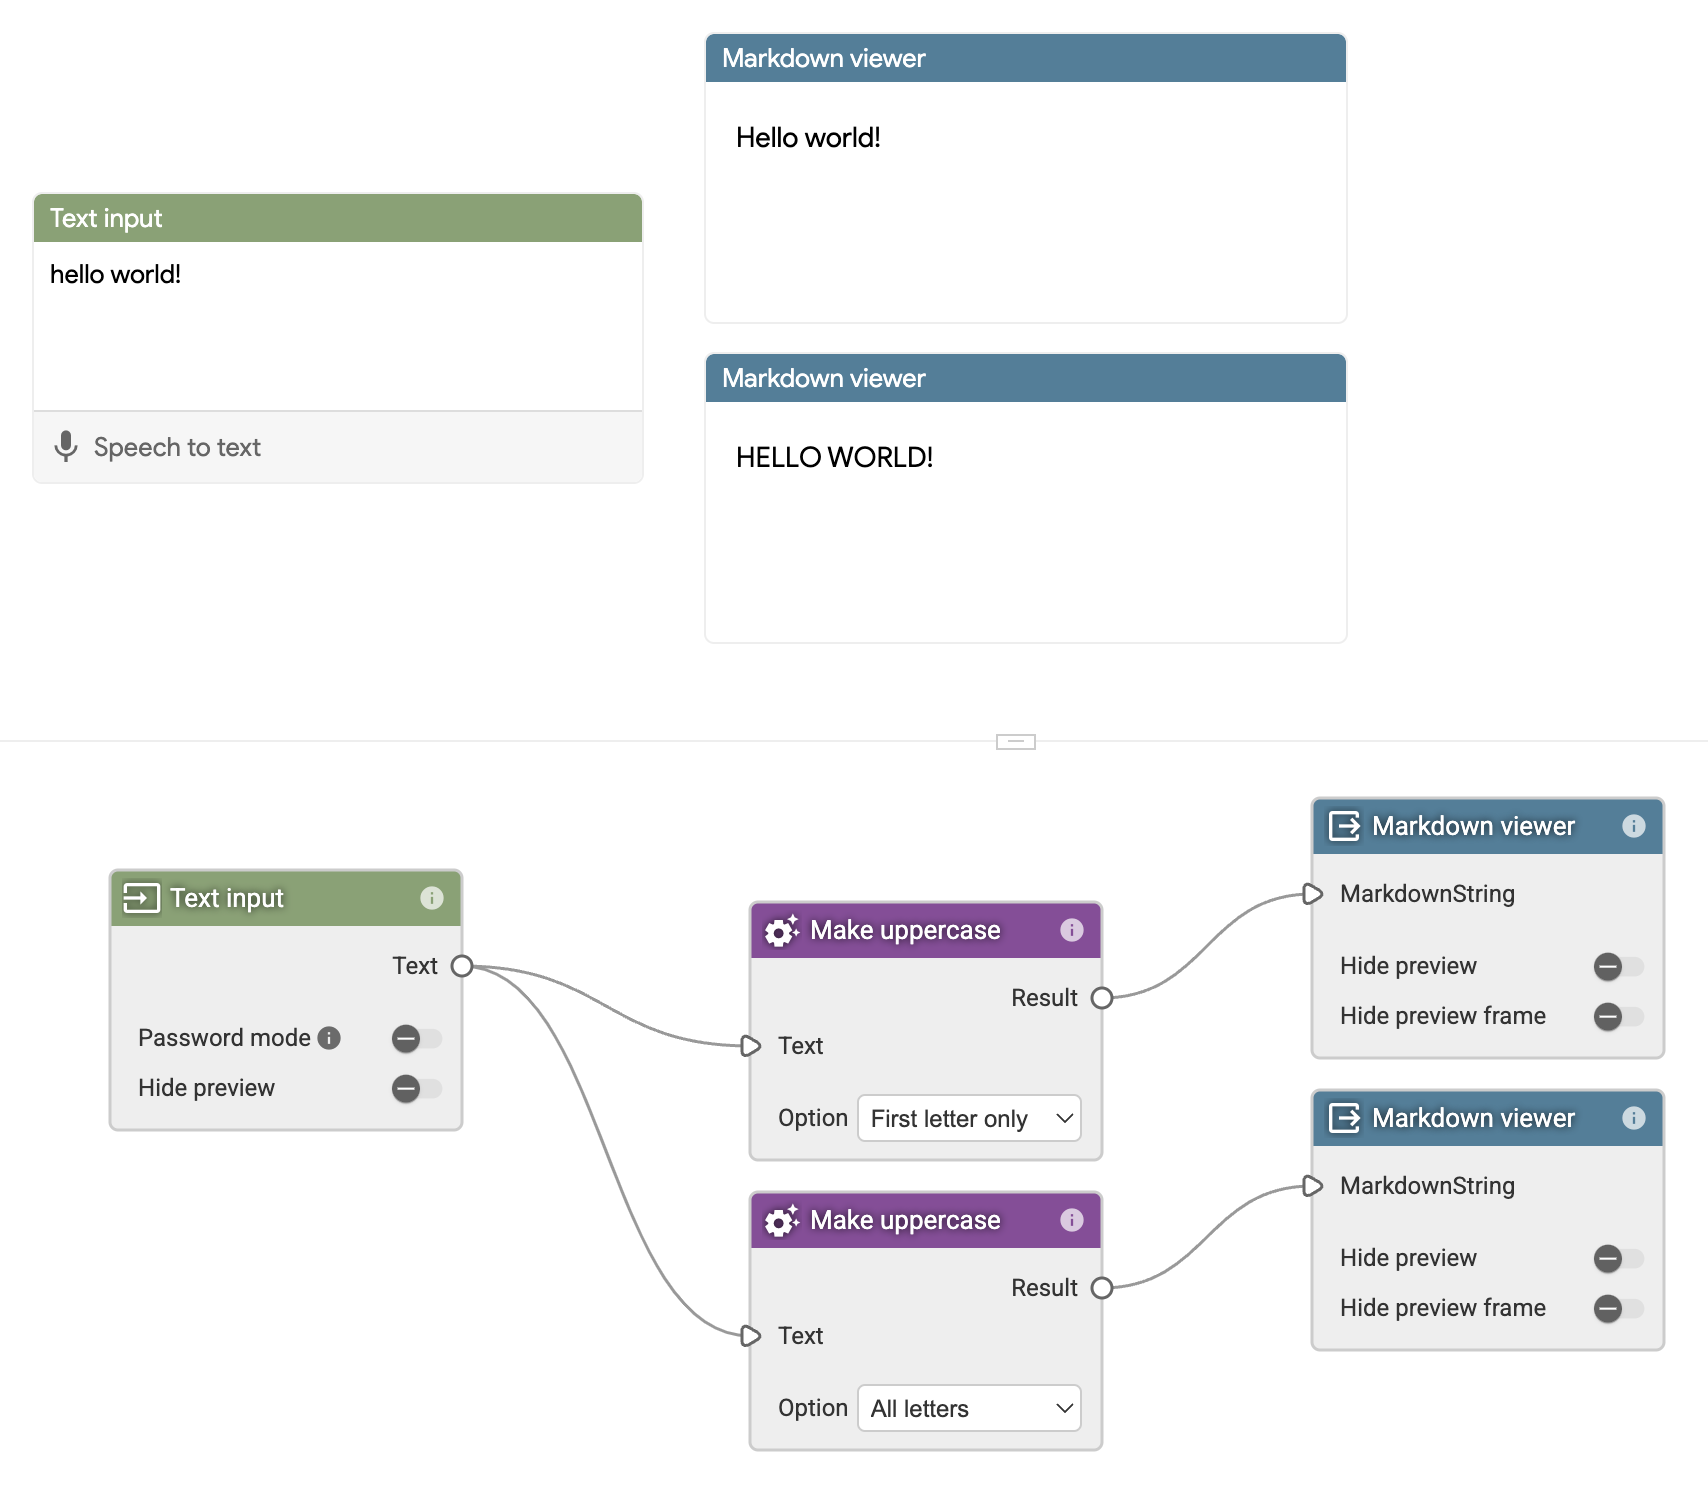 Markdown viewer
Hello world!
Text input
hello world!
Speech to text
Markdown viewer
HELLO WORLD!
Text input
Text
Password mode
Hide preview
Make uppercase
Result
Text
Option First letter only
Make uppercase
Result
Text
Option All letters
Markdown viewer
MarkdownString
Hide preview
Hide preview frame
Markdown viewer
MarkdownString
Hide preview
Hide preview frame